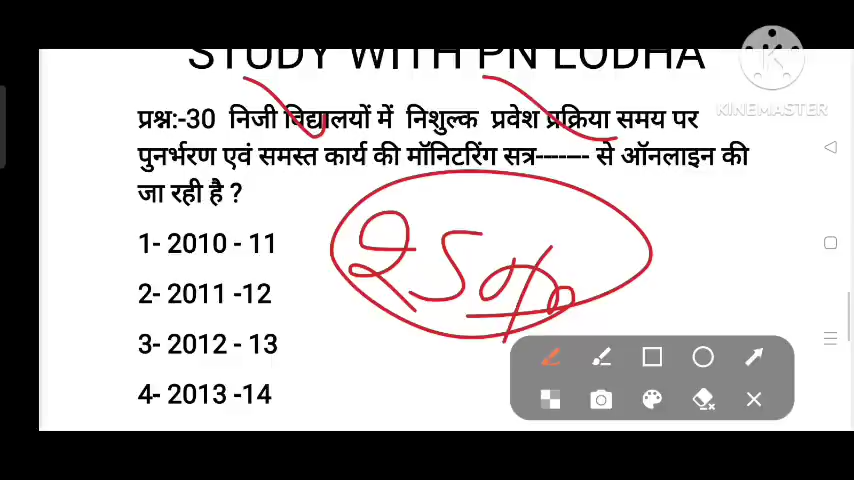 STUDY WITH PN LODHA
KINEMASTER
प्रश्न:-30 निजी विद्यालयों में निशुल्क प्रवेश प्रक्रिया समय पर
पुनर्भरण एवं समस्त कार्य की मॉनिटरिंग सत्र------- से ऑनलाइन की
जा रही है ?
1- 2010 - 11
25%
2- 2011 -12
3- 2012 - 13
4- 2013 -14